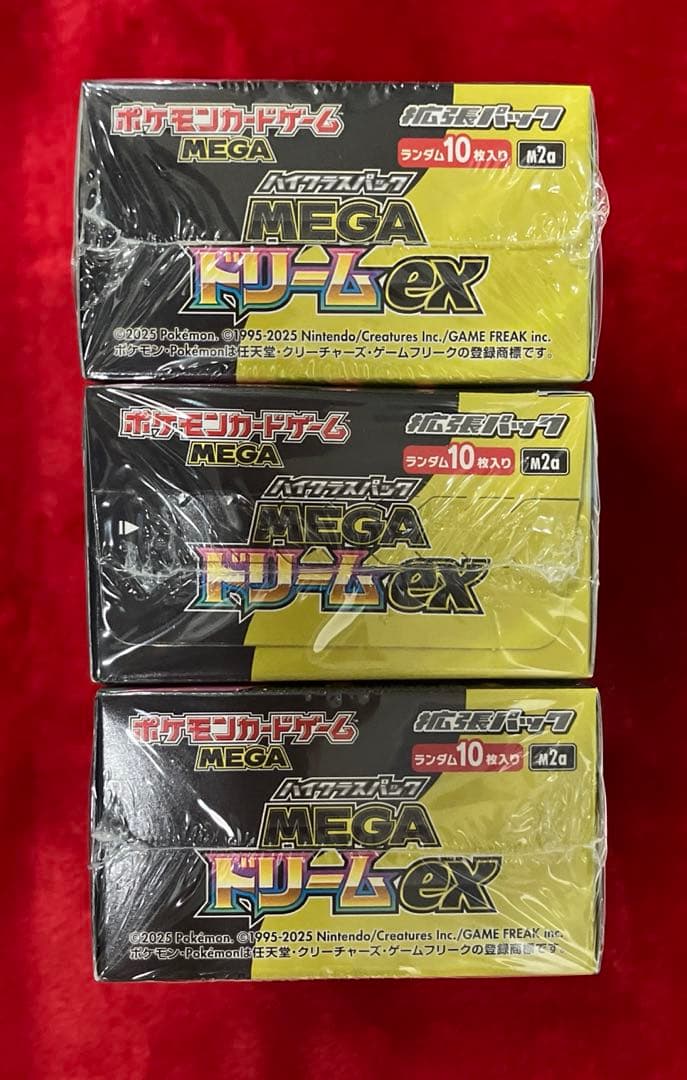 ポケモンカードゲーム 拡張パック
MEGA ランダム10枚入り M2a
ハイクラスパック
MEGA
ドリームex
©2025 Pokémon. ©1995-2025 Nintendo/Creatures Inc./GAME FREAK inc.
ポケモン・Pokémonは任天堂・クリーチャーズ・ゲームフリークの登録商標です。
ポケモンカードゲーム 拡張パック
MEGA ランダム10枚入り M2a
ハイクラスパック
MEGA
ドリームex
ポケモンカードゲーム 拡張パック
MEGA ランダム10枚入り M2a
ハイクラスパック
MEGA
ドリームex
©2025 Pokémon. ©1995-2025 Nintendo/Creatures Inc./GAME FREAK inc.
ポケモン・Pokémonは任天堂・クリーチャーズ・ゲームフリークの登録商標です。